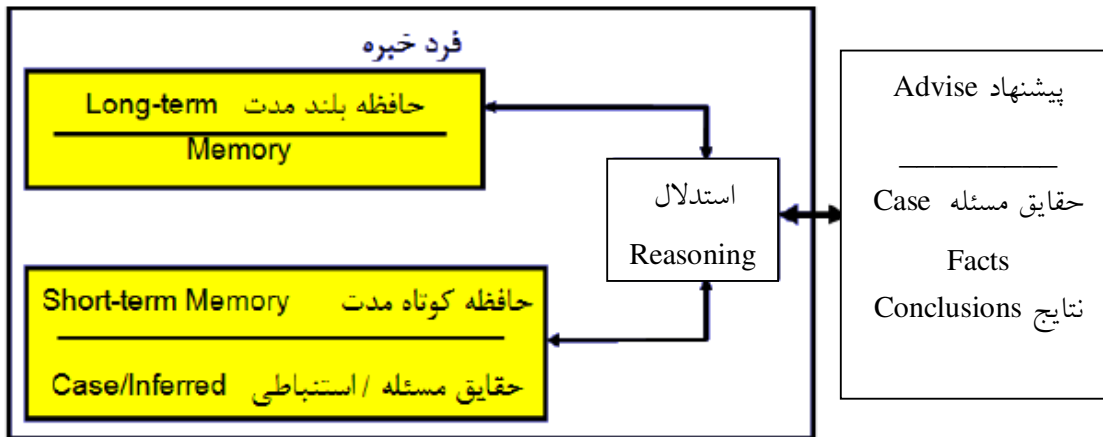 فرد خبره
حافظه بلند مدت Long-term
Memory
حافظه کوتاه مدت Short-term Memory
حقایق مسئله / استنباطی Case/Inferred
استدلال
Reasoning
پیشنهاد Advise
حقایق مسئله Case
Facts
نتایج Conclusions